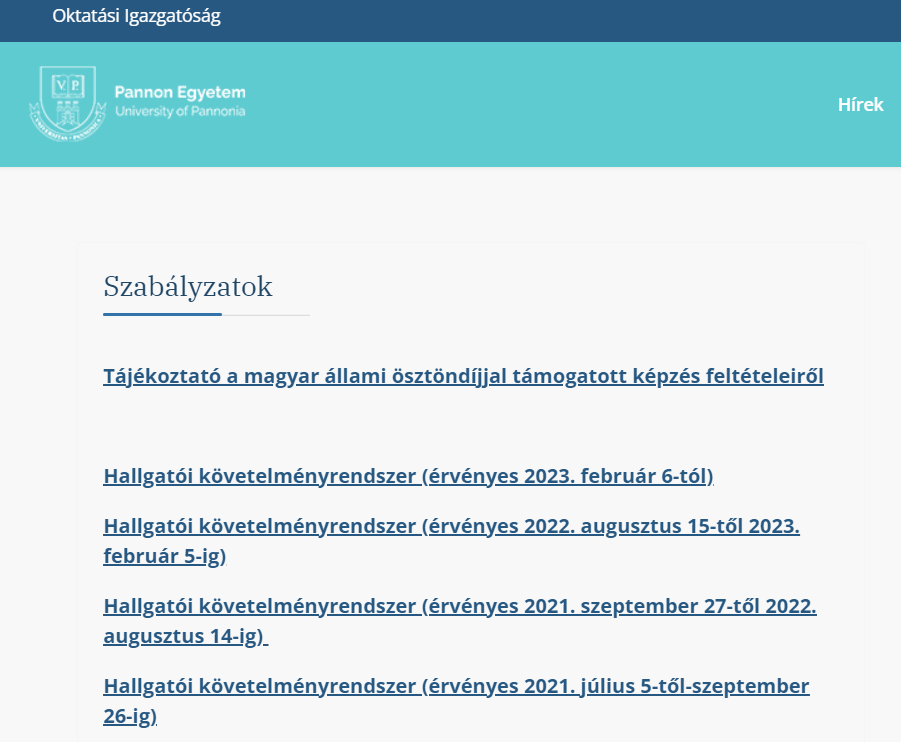 Oktatási Igazgatóság
VP
Pannon Egyetem
University of Pannonia
UNIVERSITAS PANNONICA
Hírek
Szabályzatok
Tájékoztató a magyar állami ösztöndíjjal támogatott képzés feltételeiről
Hallgatói követelményrendszer (érvényes 2023. február 6-tól)
Hallgatói követelményrendszer (érvényes 2022. augusztus 15-től 2023.
február 5-ig)
Hallgatói követelményrendszer (érvényes 2021. szeptember 27-től 2022.
augusztus 14-ig)
Hallgatói követelményrendszer (érvényes 2021. július 5-től-szeptember
26-ig)